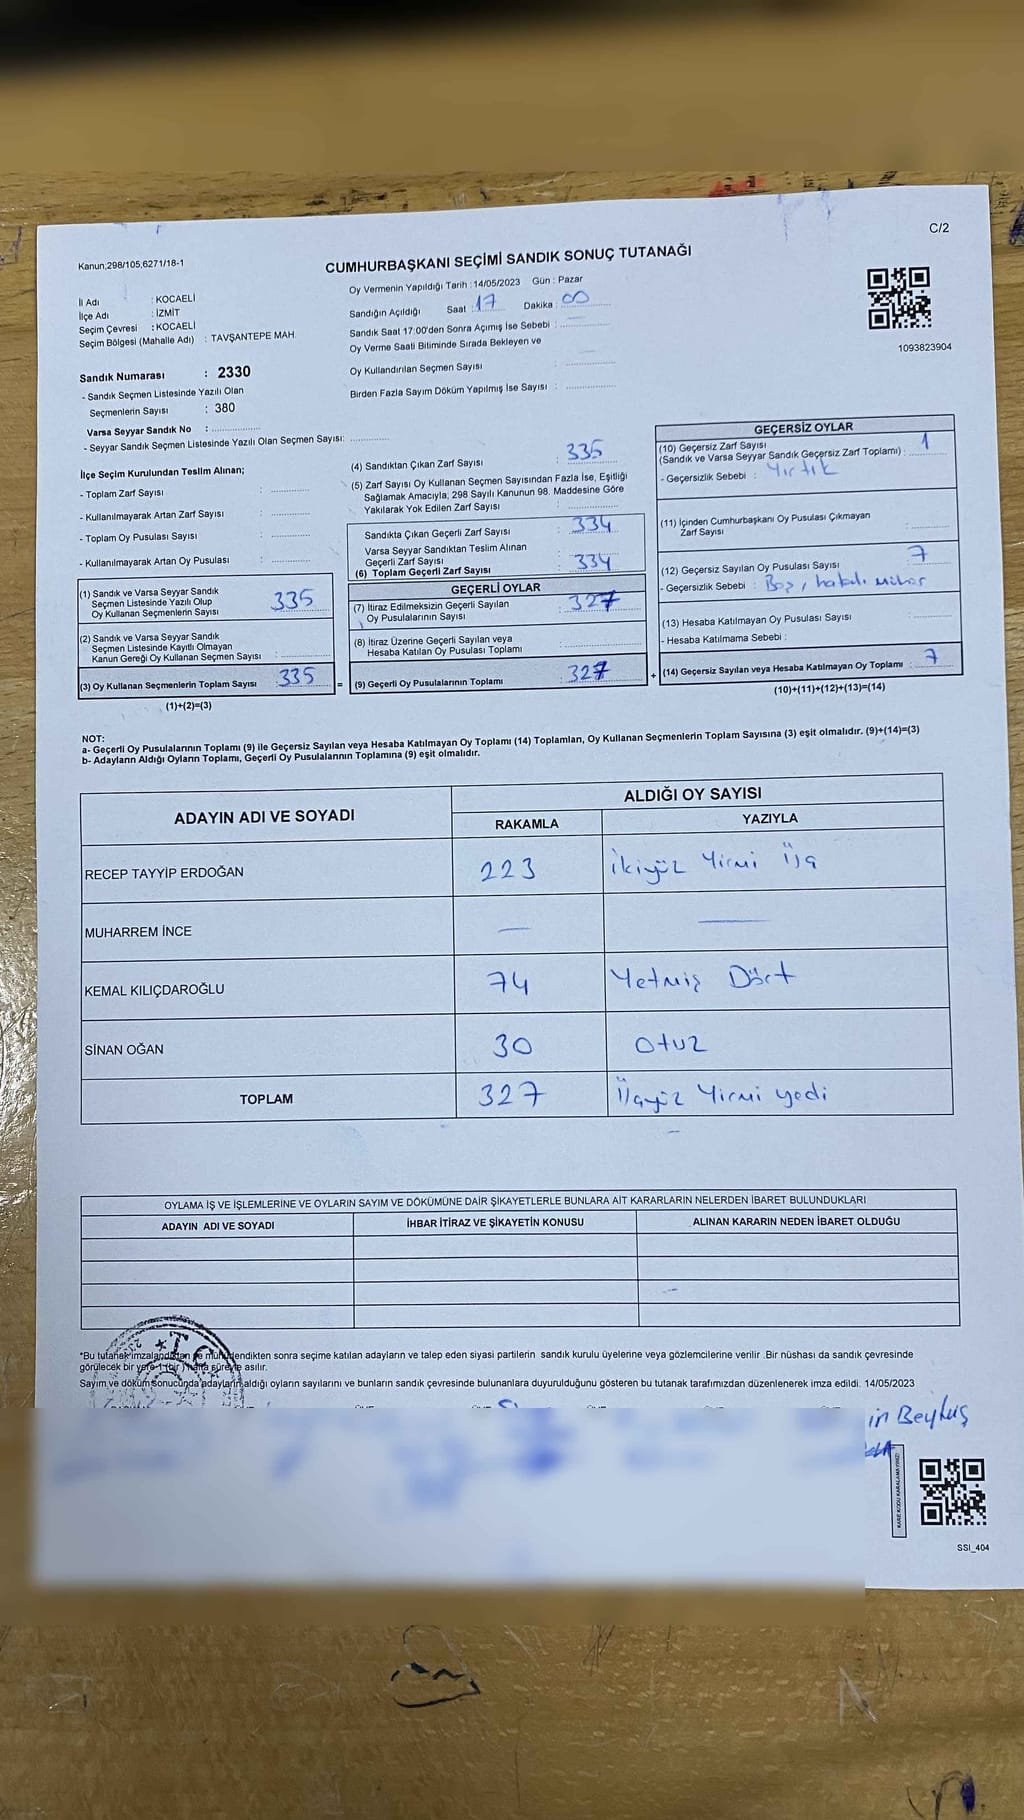 C/2
Kanun;298/105,6271/18-1
CUMHURBAŞKANI SEÇİMİ SANDIK SONUÇ TUTANAĞI
Oy Vermenin Yapıldığı Tarih : 14/05/2023 Gün : Pazar
İl Adı : KOCAELİ
İlçe Adı : İZMİT
Seçim Çevresi : KOCAELİ
Seçim Bölgesi (Mahalle Adı) : TAVŞANTEPE MAH.
Sandığın Açıldığı Saat : 17 Dakika : 00
Sandık Saat 17:00'den Sonra Açımış İse Sebebi :
Oy Verme Saati Bitiminde Sırada Bekleyen ve
Oy Kullandırılan Seçmen Sayısı :
Birden Fazla Sayım Döküm Yapılmış İse Sayısı :
1093823904
Sandık Numarası : 2330
- Sandık Seçmen Listesinde Yazılı Olan
Seçmenlerin Sayısı : 380
Varsa Seyyar Sandık No :
- Seyyar Sandık Seçmen Listesinde Yazılı Olan Seçmen Sayısı:
İlçe Seçim Kurulundan Teslim Alınan;
- Toplam Zarf Sayısı :
- Kullanılmayarak Artan Zarf Sayısı :
- Toplam Oy Pusulası Sayısı :
- Kullanılmayarak Artan Oy Pusulası :
(1) Sandık ve Varsa Seyyar Sandık
Seçmen Listesinde Yazılı Olup
Oy Kullanan Seçmenlerin Sayısı : 335
(2) Sandık ve Varsa Seyyar Sandık
Seçmen Listesinde Kayıtlı Olmayan
Kanun Gereği Oy Kullanan Seçmen Sayısı :
(3) Oy Kullanan Seçmenlerin Toplam Sayısı : 335
(1)+(2)=(3)
=
(4) Sandıktan Çıkan Zarf Sayısı : 335
(5) Zarf Sayısı Oy Kullanan Seçmen Sayısından Fazla İse, Eşitliği
Sağlamak Amacıyla; 298 Sayılı Kanunun 98. Maddesine Göre
Yakılarak Yok Edilen Zarf Sayısı :
Sandıkta Çıkan Geçerli Zarf Sayısı : 334
Varsa Seyyar Sandıktan Teslim Alınan
Geçerli Zarf Sayısı :
(6) Toplam Geçerli Zarf Sayısı : 334
GEÇERLİ OYLAR
(7) İtiraz Edilmeksizin Geçerli Sayılan
Oy Pusulalarının Sayısı : 327
(8) İtiraz Üzerine Geçerli Sayılan veya
Hesaba Katılan Oy Pusulası Toplamı :
(9) Geçerli Oy Pusulalarının Toplamı : 327
+
GEÇERSİZ OYLAR
(10) Geçersiz Zarf Sayısı
(Sandık ve Varsa Seyyar Sandık Geçersiz Zarf Toplamı) : 1
- Geçersizlik Sebebi : Yırtık
(11) İçinden Cumhurbaşkanı Oy Pusulası Çıkmayan
Zarf Sayısı :
(12) Geçersiz Sayılan Oy Pusulası Sayısı : 7
- Geçersizlik Sebebi : Boş, hatalı mühür
(13) Hesaba Katılmayan Oy Pusulası Sayısı :
- Hesaba Katılmama Sebebi :
(14) Geçersiz Sayılan veya Hesaba Katılmayan Oy Toplamı : 7
(10)+(11)+(12)+(13)=(14)
NOT:
a- Geçerli Oy Pusulalarının Toplamı (9) ile Geçersiz Sayılan veya Hesaba Katılmayan Oy Toplamı (14) Toplamları, Oy Kullanan Seçmenlerin Toplam Sayısına (3) eşit olmalıdır. (9)+(14)=(3)
b- Adayların Aldığı Oyların Toplamı, Geçerli Oy Pusulalarının Toplamına (9) eşit olmalıdır.
ADAYIN ADI VE SOYADI
ALDIĞI OY SAYISI
RAKAMLA YAZIYLA
RECEP TAYYİP ERDOĞAN 223 İkiyüz Yirmi Üç
MUHARREM İNCE — —
KEMAL KILIÇDAROĞLU 74 Yetmiş Dört
SİNAN OĞAN 30 Otuz
TOPLAM 327 Üçyüz Yirmi yedi
OYLAMA İŞ VE İŞLEMLERİNE VE OYLARIN SAYIM VE DÖKÜMÜNE DAİR ŞİKAYETLERLE BUNLARA AİT KARARLARIN NELERDEN İBARET BULUNDUKLARI
ADAYIN ADI VE SOYADI İHBAR İTİRAZ VE ŞİKAYETİN KONUSU ALINAN KARARIN NEDEN İBARET OLDUĞU
T.C.
*Bu tutanak imzalandıktan ve mühürlendikten sonra seçime katılan adayların ve talep eden siyasi partilerin sandık kurulu üyelerine veya gözlemcilerine verilir .Bir nüshası da sandık çevresinde
görülecek bir yere 1 (bir) hafta süreyle asılır.
Sayım ve döküm sonucunda adayların aldığı oyların sayılarını ve bunların sandık çevresinde bulunanlara duyurulduğunu gösteren bu tutanak tarafımızdan düzenlenerek imza edildi. 14/05/2023
in Beytuş
KARE KODU KARALAMAYINIZ!
SSI_404